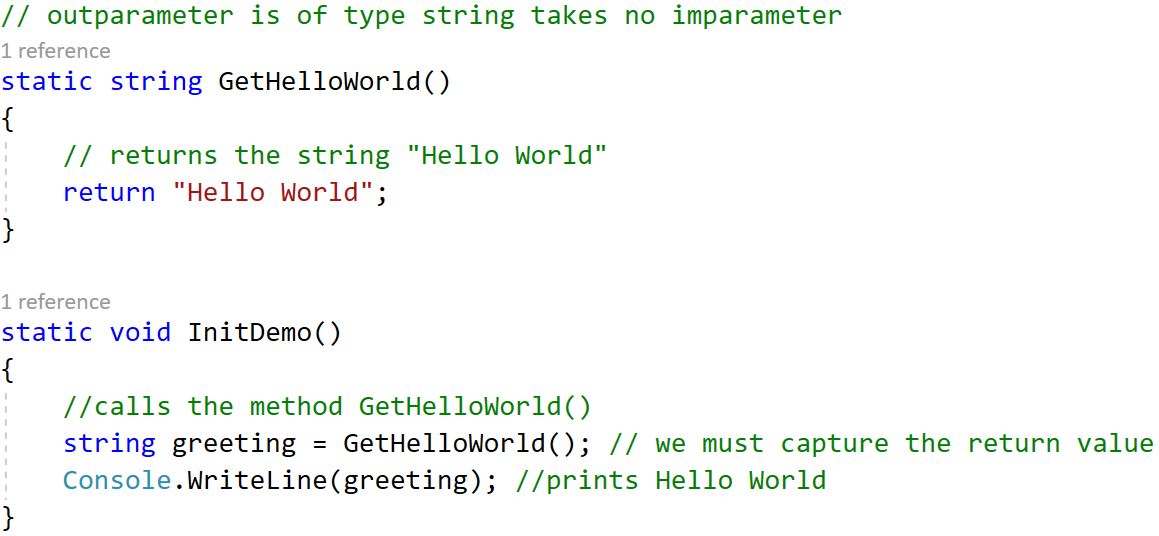 // outparameter is of type string takes no imparameter
1 reference
static string GetHelloWorld()
{
    // returns the string "Hello World"
    return "Hello World";
}
1 reference
static void InitDemo()
{
    //calls the method GetHelloWorld()
    string greeting = GetHelloWorld(); // we must capture the return value
    Console.WriteLine(greeting); //prints Hello World
}